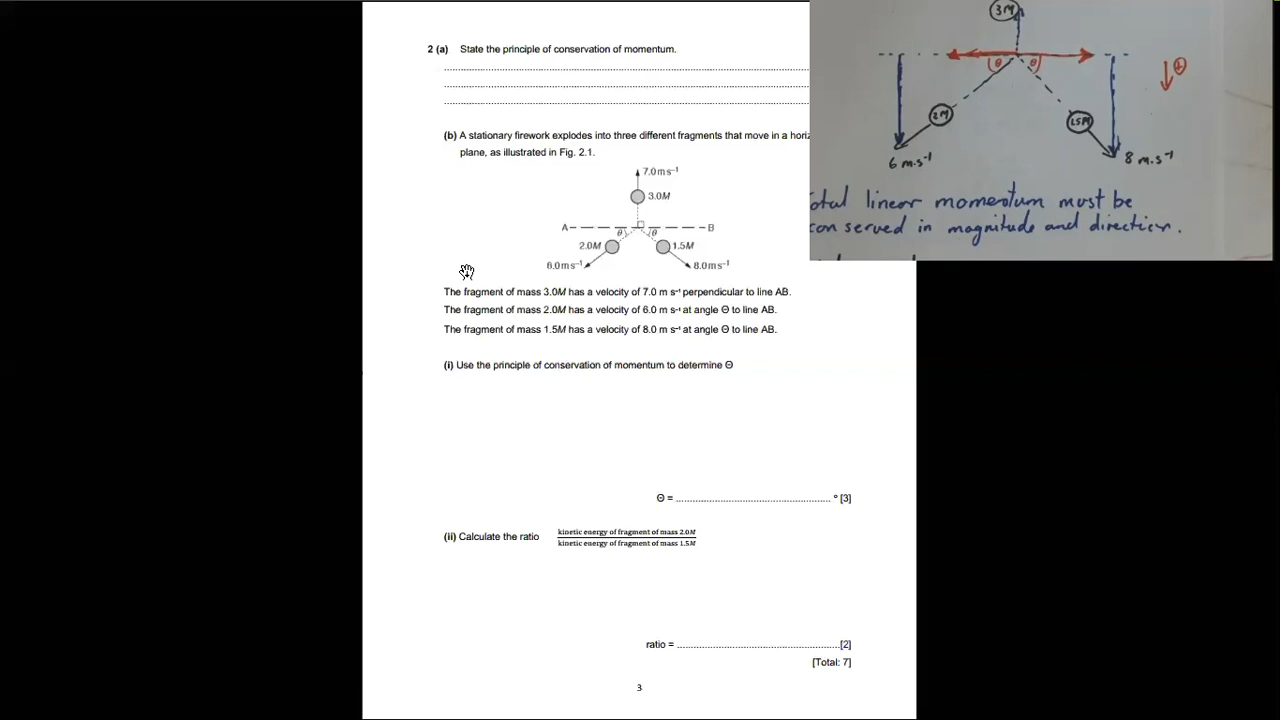 2 (a) State the principle of conservation of momentum.
(b) A stationary firework explodes into three different fragments that move in a
plane, as illustrated in Fig. 2.1.
7.0 m s⁻¹
3.0M
A B
θ θ
2.0M 1.5M
6.0 m s⁻¹ 8.0 m s⁻¹
The fragment of mass 3.0M has a velocity of 7.0 m s⁻¹ perpendicular to line AB.
The fragment of mass 2.0M has a velocity of 6.0 m s⁻¹ at angle Θ to line AB.
The fragment of mass 1.5M has a velocity of 8.0 m s⁻¹ at angle Θ to line AB.
(i) Use the principle of conservation of momentum to determine Θ
Θ = ........................................................ ° [3]
(ii) Calculate the ratio
kinetic energy of fragment of mass 2.0M
kinetic energy of fragment of mass 1.5M
ratio = ........................................................[2]
[Total: 7]
3
3M
θ θ
+
2M 1.5M
6 m.s⁻¹ 8 m.s⁻¹
linear momentum must be
conserved in magnitude and direction.